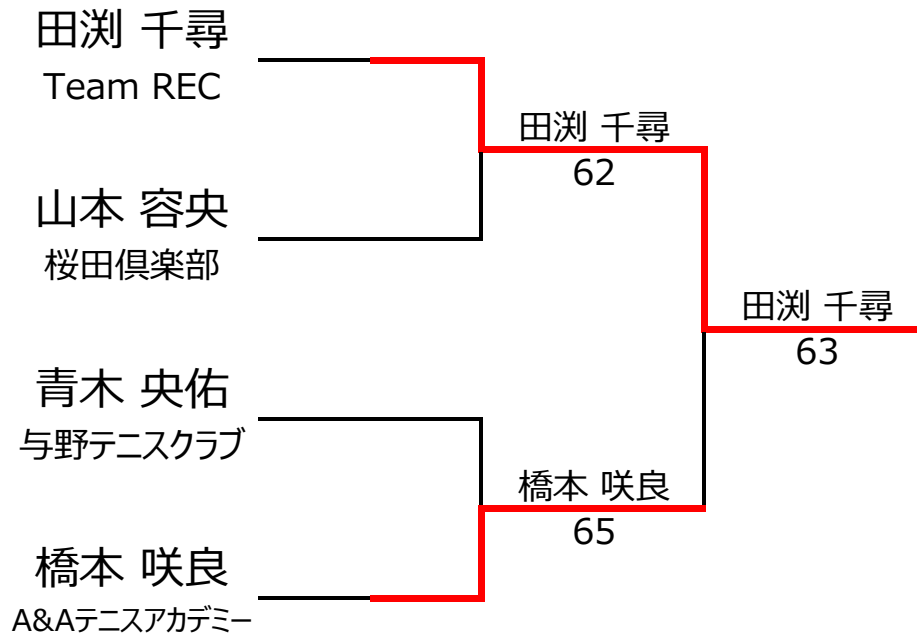 田渕 千尋
Team REC
田渕 千尋
62
山本 容央
桜田倶楽部
田渕 千尋
63
青木 央佑
与野テニスクラブ
橋本 咲良
65
橋本 咲良
A&Aテニスアカデミー